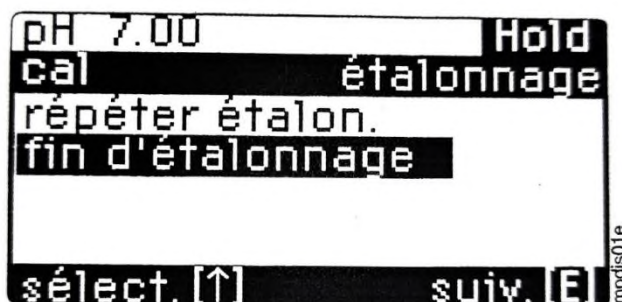 pH 7.00 Hold
cal étalonnage
répéter étalon.
fin d'étalonnage
sélect.[↑] suiv.[E]